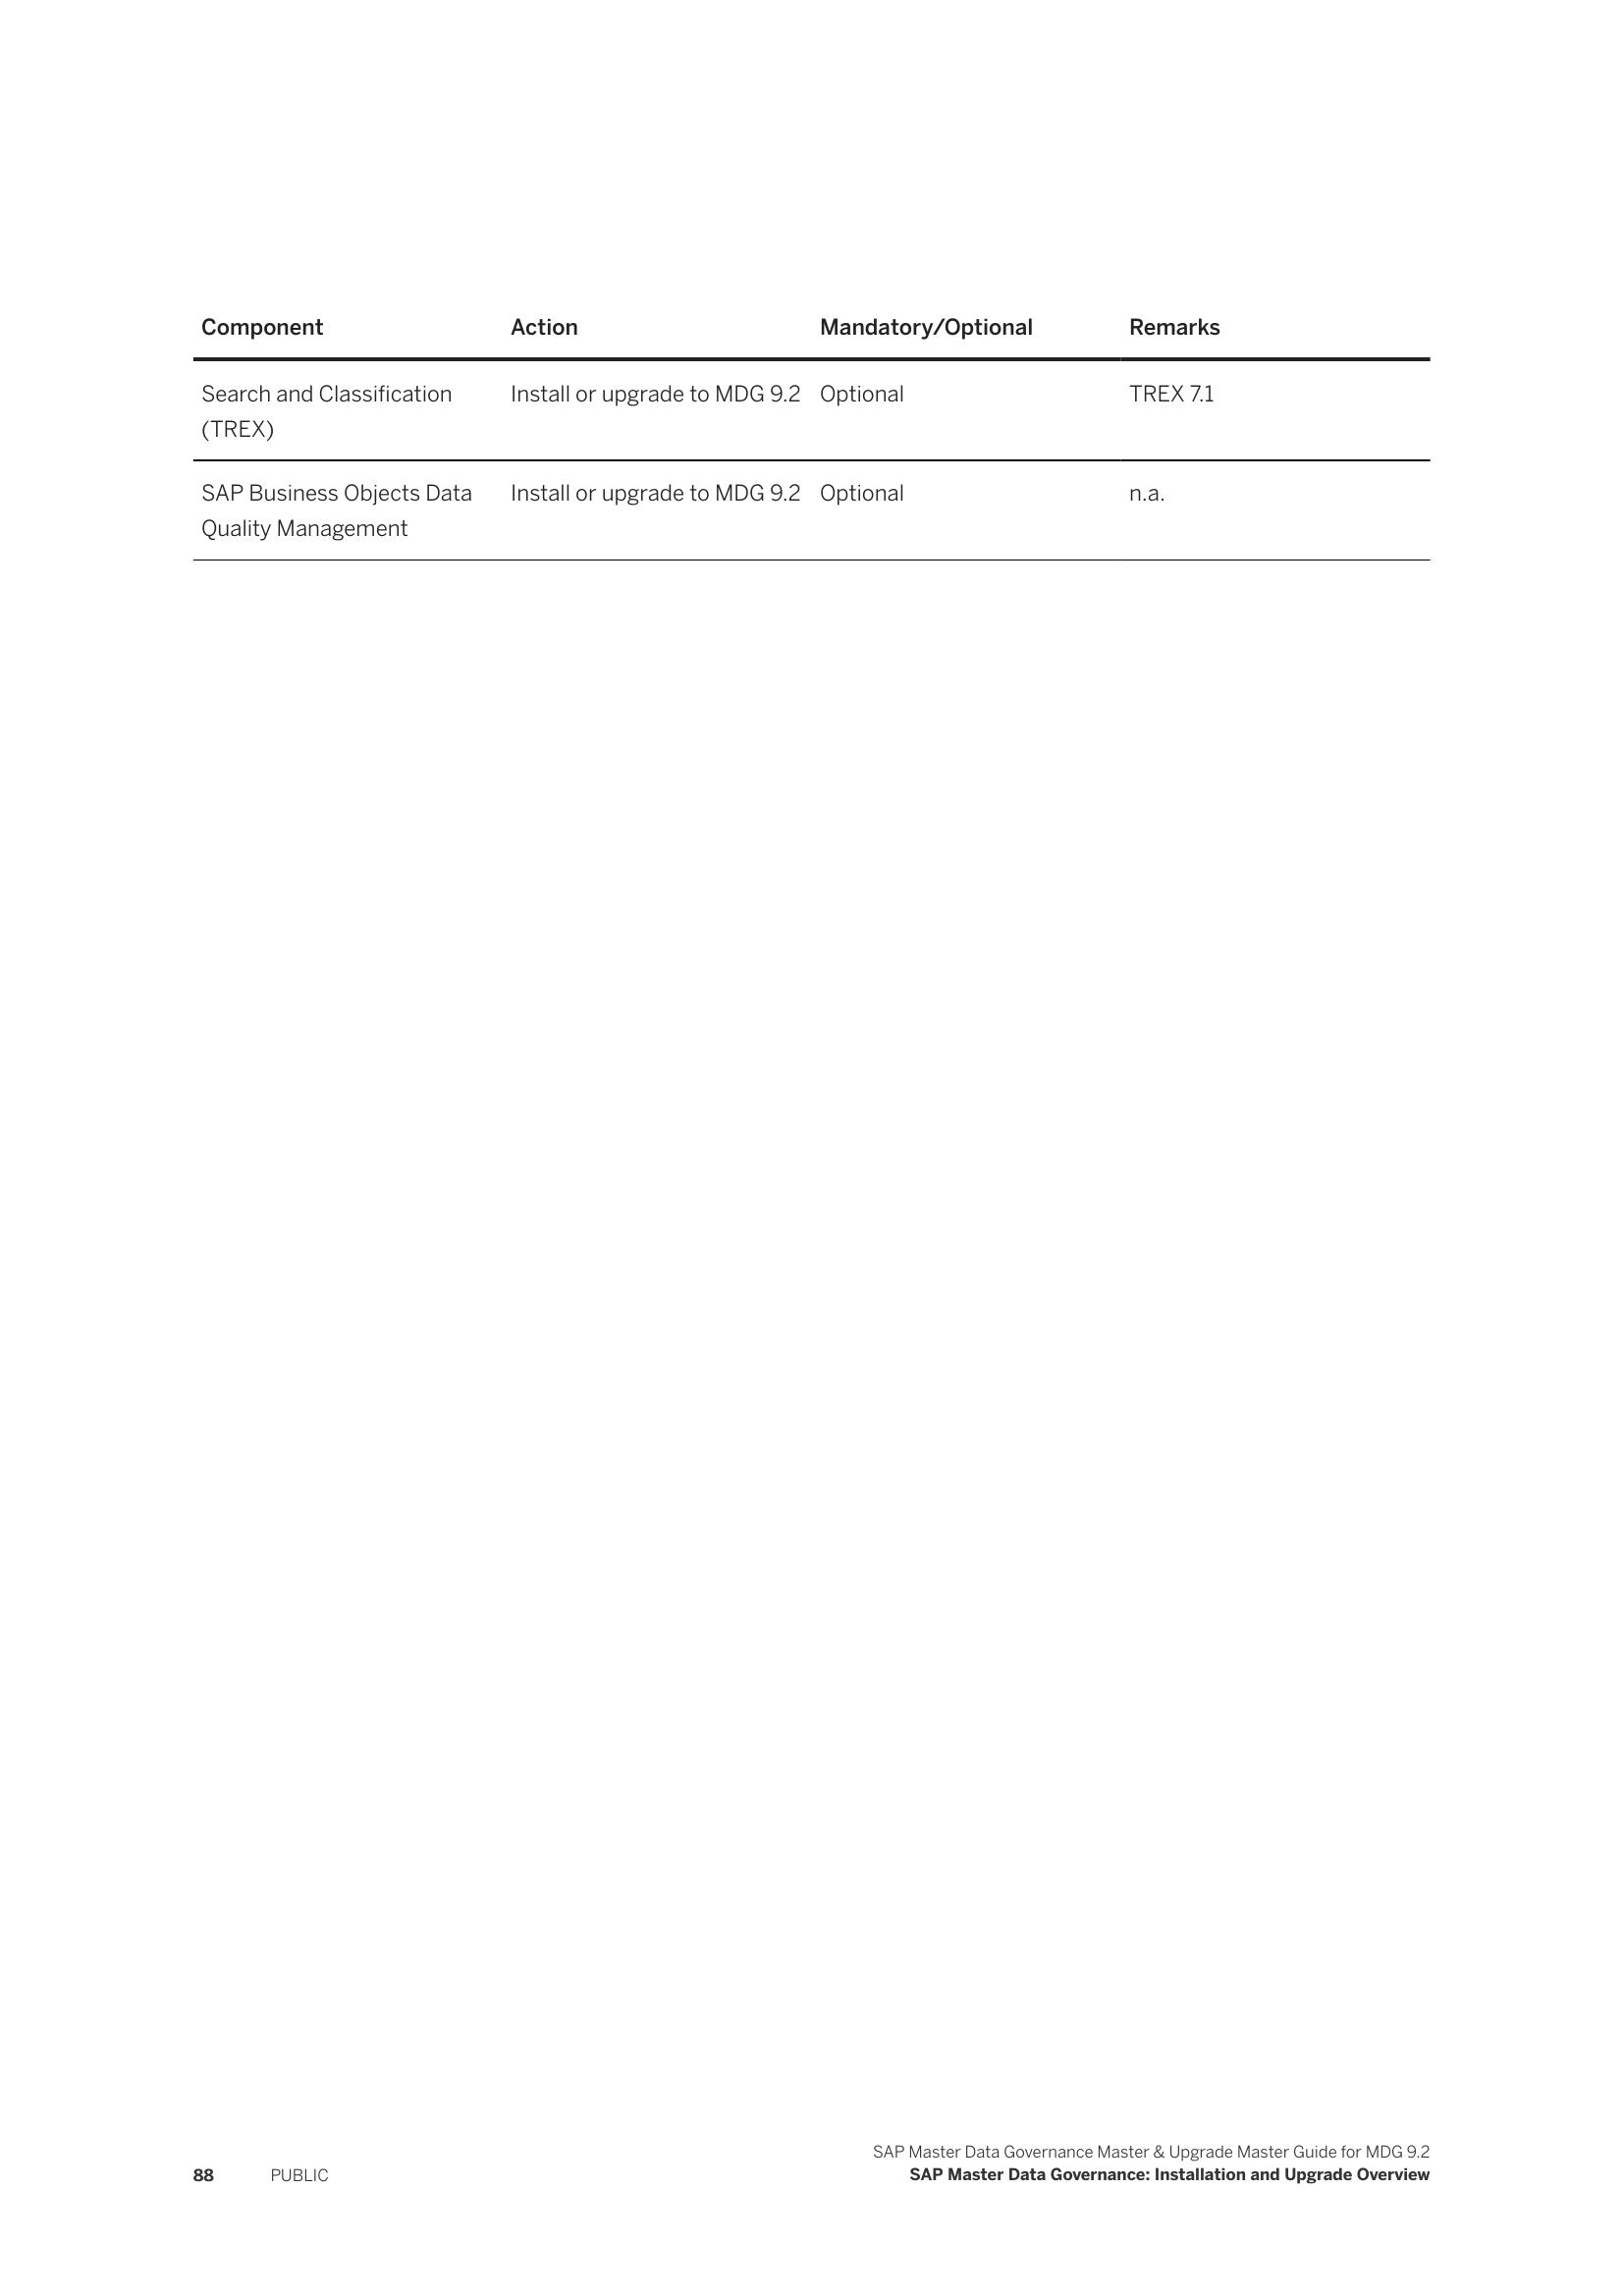 Component Action Mandatory/Optional Remarks
Search and Classification Install or upgrade to MDG 9.2 Optional TREX 7.1
(TREX)
SAP Business Objects Data Install or upgrade to MDG 9.2 Optional n.a.
Quality Management
SAP Master Data Governance Master & Upgrade Master Guide for MDG 9.2
88 PUBLIC SAP Master Data Governance: Installation and Upgrade Overview